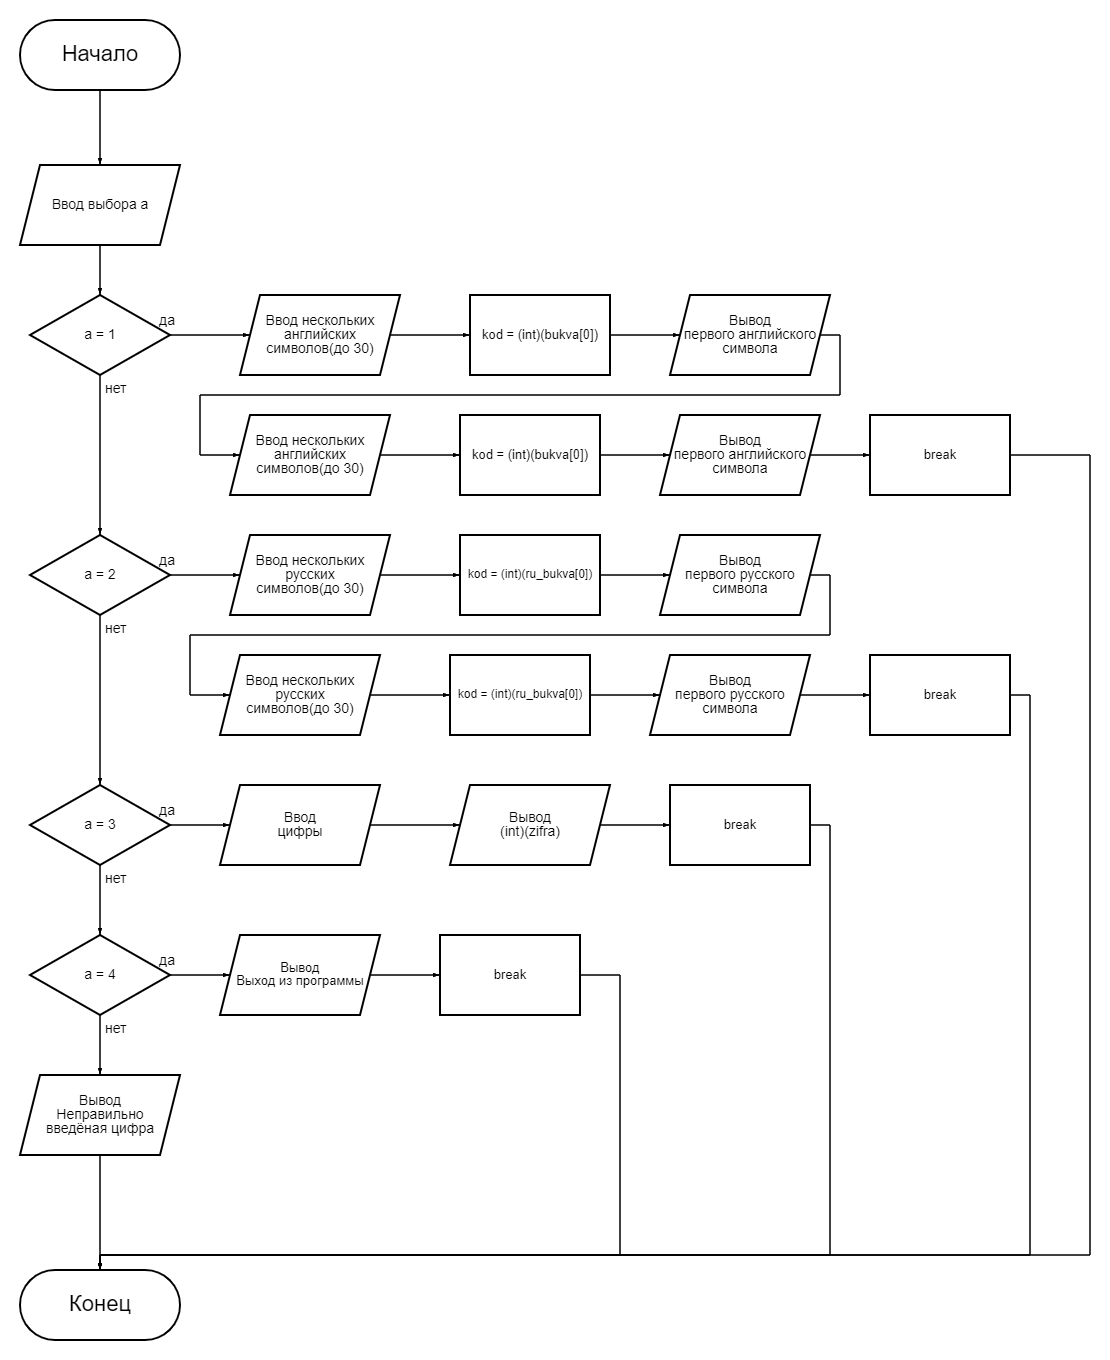 Начало
Ввод выбора a
a = 1
да
нет
Ввод нескольких
английских
символов(до 30)
kod = (int)(bukva[0])
Вывод
первого английского
символа
Ввод нескольких
английских
символов(до 30)
kod = (int)(bukva[0])
Вывод
первого английского
символа
break
a = 2
да
нет
Ввод нескольких
русских
символов(до 30)
kod = (int)(ru_bukva[0])
Вывод
первого русского
символа
Ввод нескольких
русских
символов(до 30)
kod = (int)(ru_bukva[0])
Вывод
первого русского
символа
break
a = 3
да
нет
Ввод
цифры
Вывод
(int)(zifra)
break
a = 4
да
нет
Вывод
Выход из программы
break
Вывод
Неправильно
введёная цифра
Конец